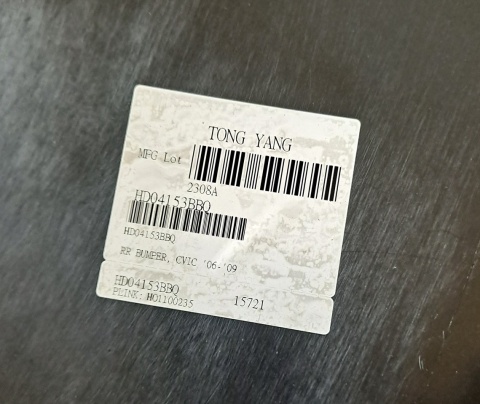 TONG YANG
MFG Lot
2308A
HD04153BBQ
HD04153BBQ
RR BUMPER, CVIC '06-'09
HD04153BBQ
PLINK: HO1100235 15721